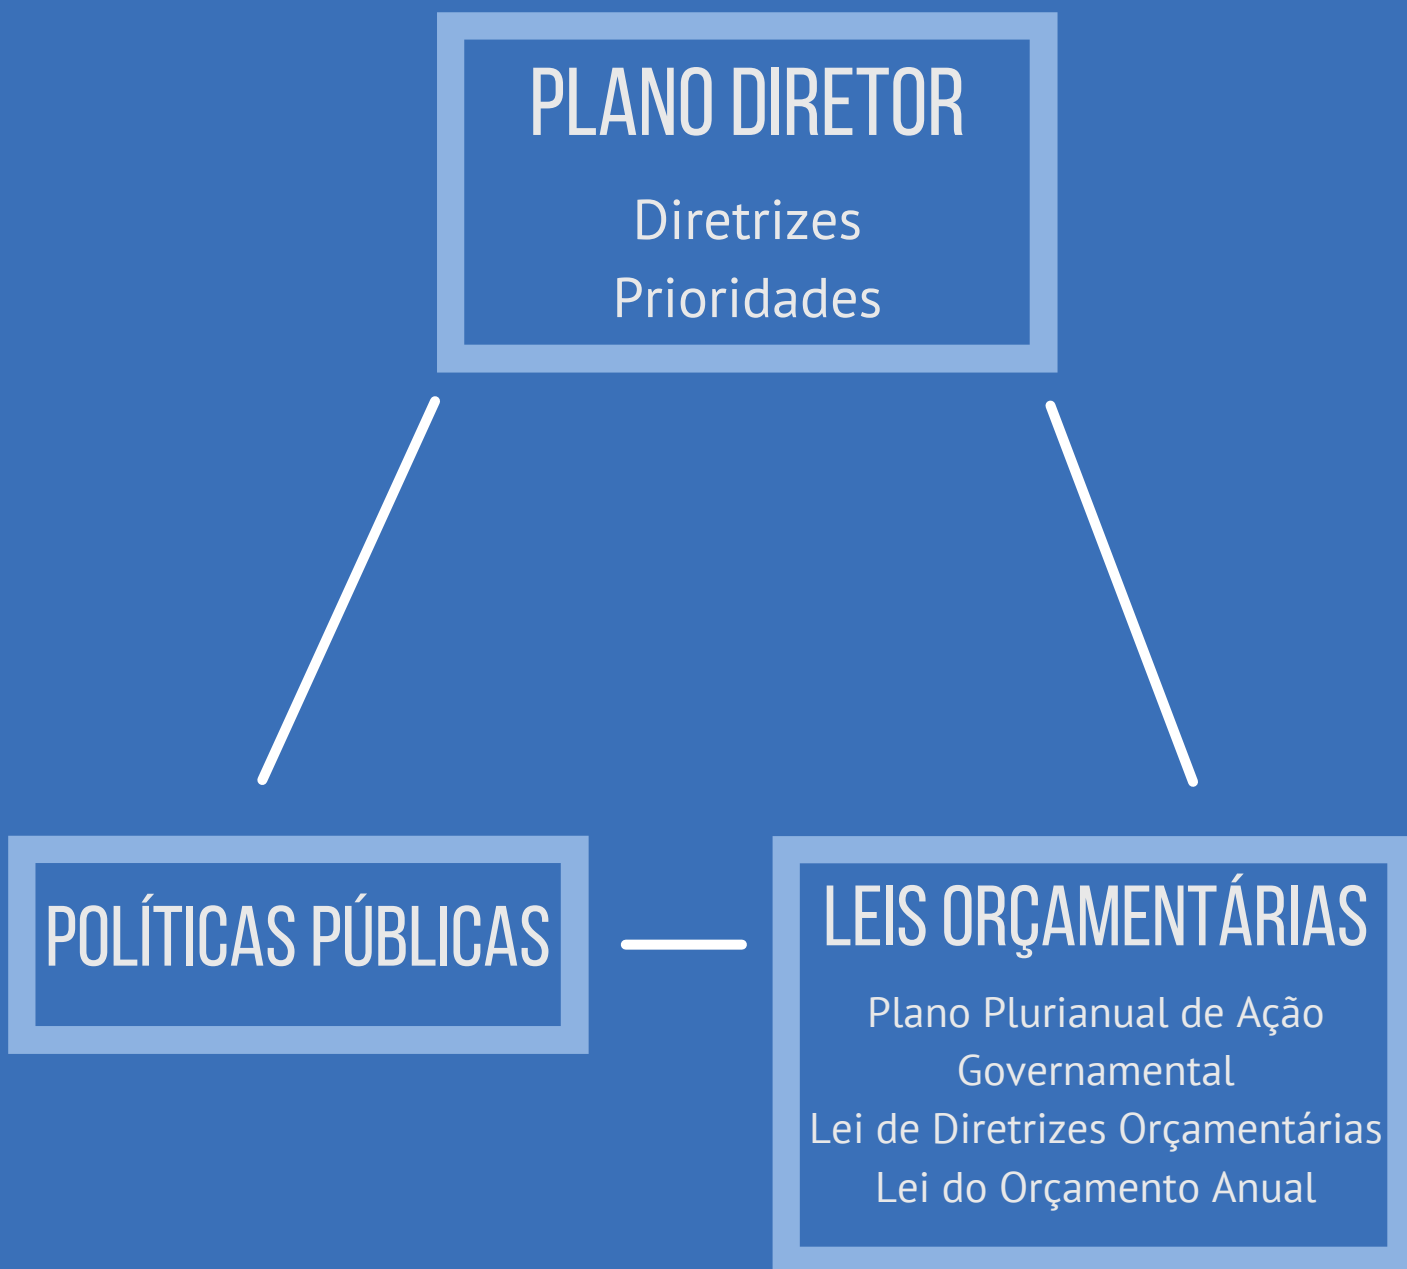 PLANO DIRETOR
Diretrizes
Prioridades
POLÍTICAS PÚBLICAS
LEIS ORÇAMENTÁRIAS
Plano Plurianual de Ação
Governamental
Lei de Diretrizes Orçamentárias
Lei do Orçamento Anual